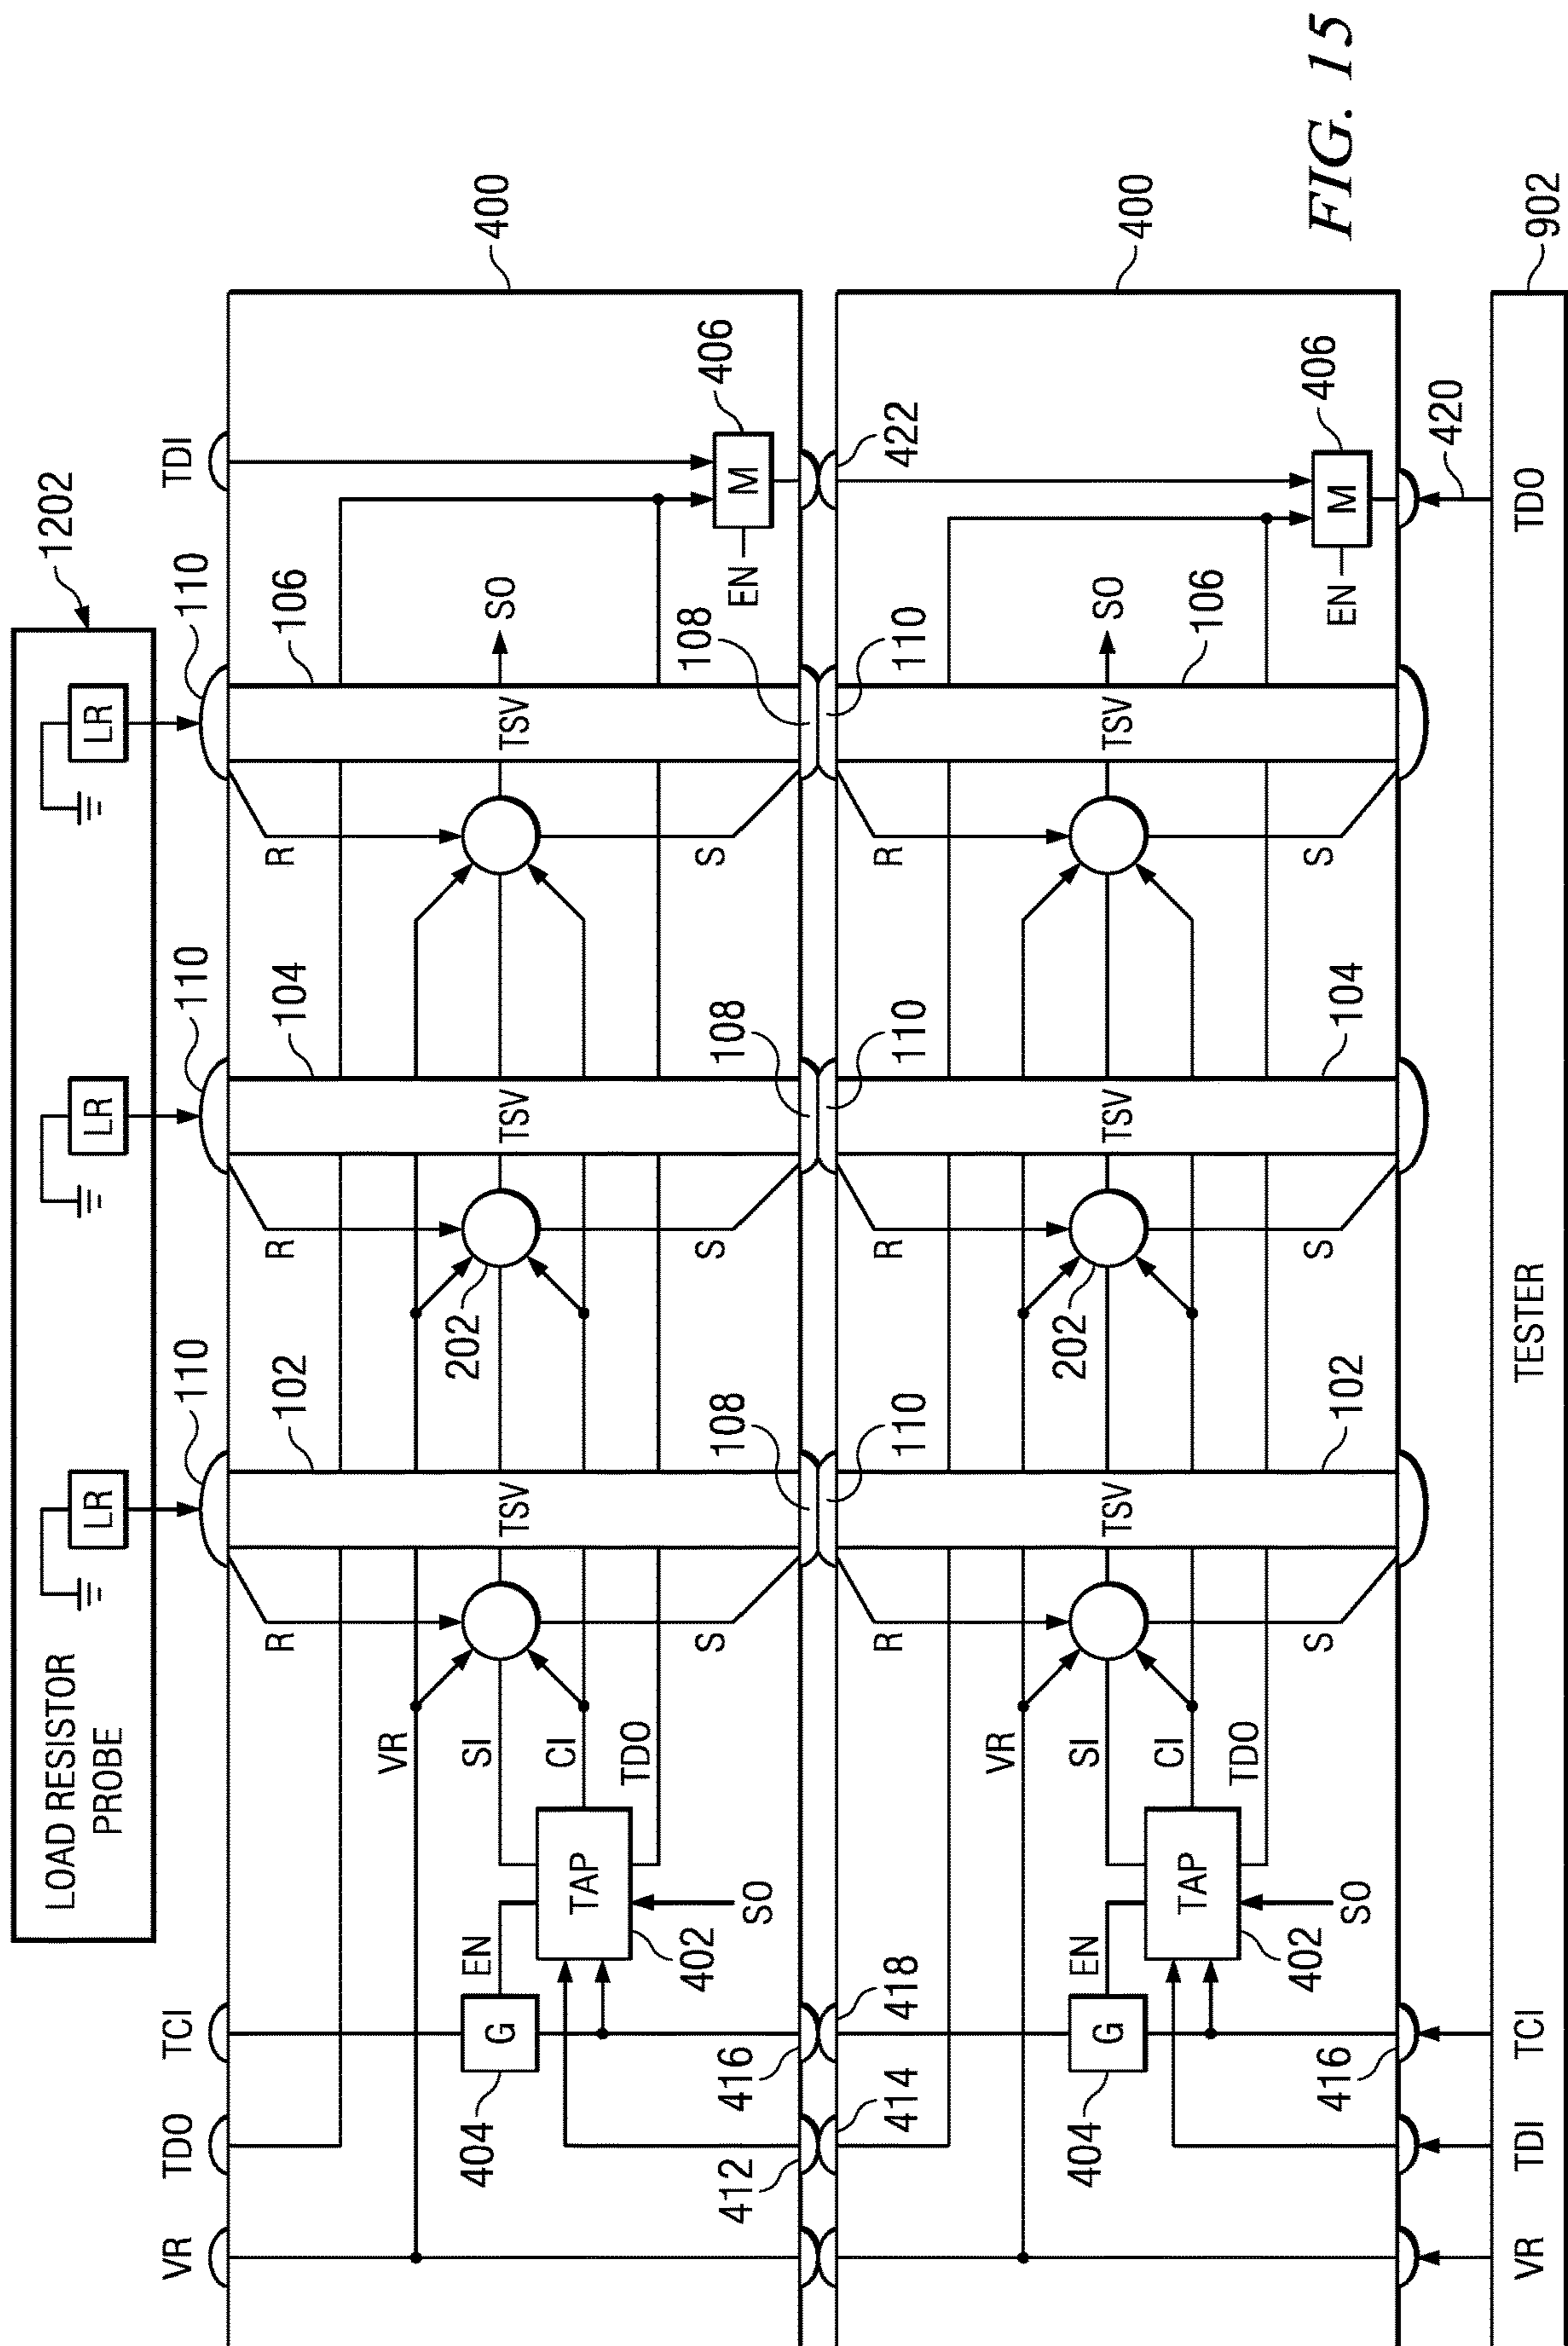 LOAD RESISTOR
PROBE
LR
LR
LR
1202
VR
TDO
TCI
110
110
110
TDI
102
104
106
400
R
R
R
VR
G
EN
SI
TSV
202
TSV
TSV
SO
404
TAP
CI
402
TDO
SO
S
S
S
EN
M
406
412
416
108
108
108
414
418
110
110
110
422
400
R
R
R
VR
G
EN
SI
TSV
202
TSV
TSV
SO
404
TAP
CI
402
TDO
SO
S
S
S
EN
M
406
416
102
104
106
420
VR
TDI
TCI
TESTER
TDO
902
FIG. 15